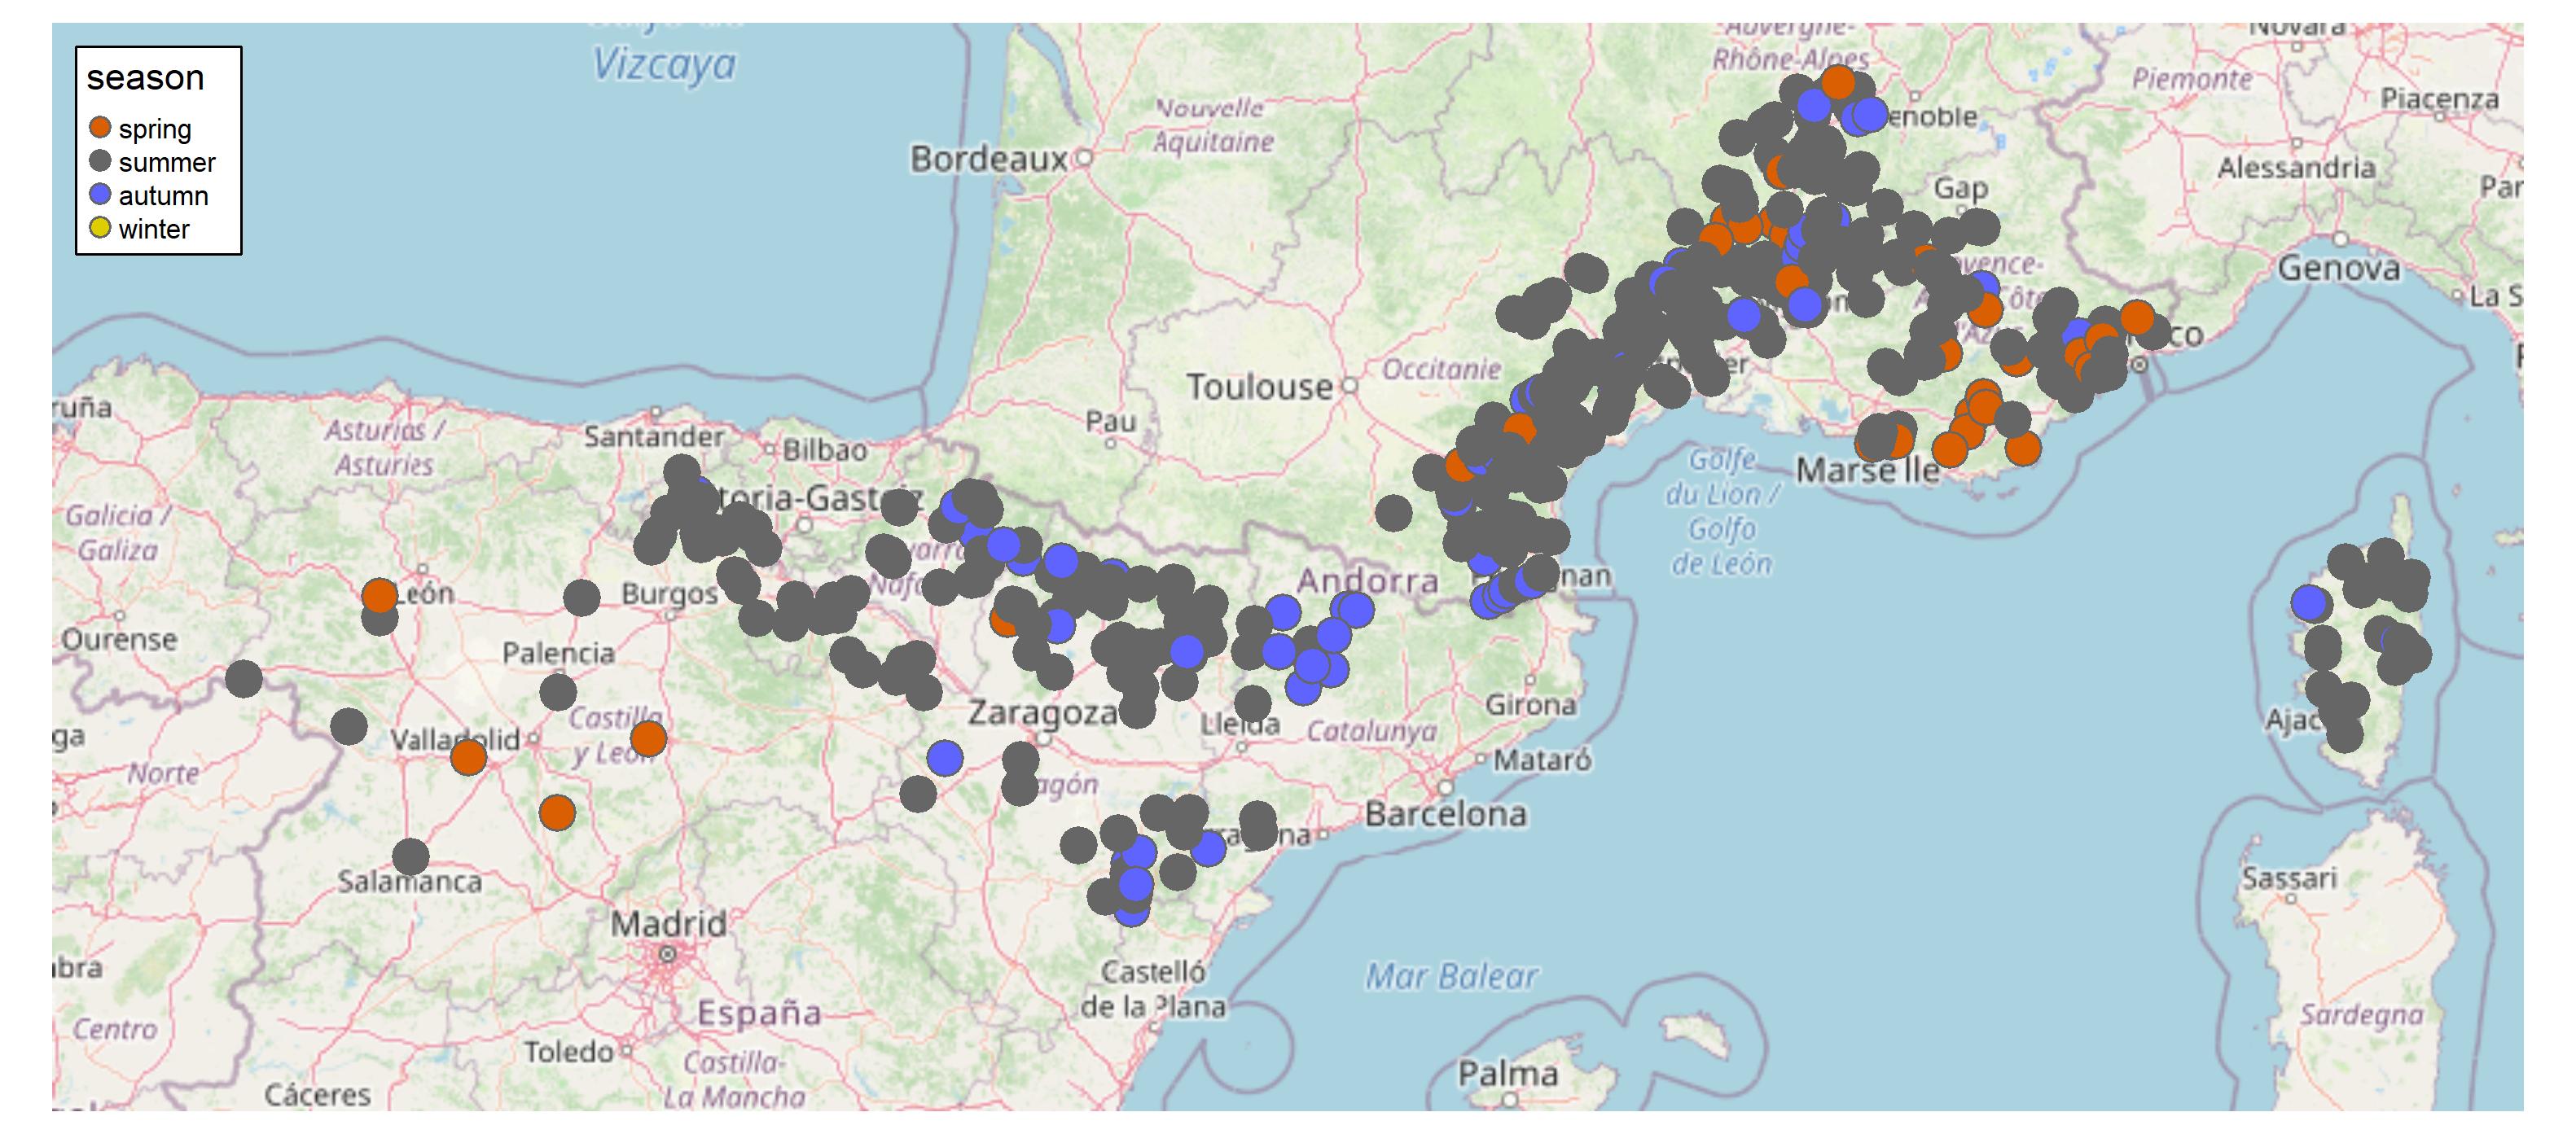 season
spring
summer
autumn
winter
Vizcaya
Auvergne-
Rhône-Alpes
Novara
Piemonte
Piacenza
Nouvelle
Aquitaine
enoble
Bordeaux
Alessandria
Par
Gap
Genova
La S
Toulouse
Occitanie
co
Pau
Santander
Bilbao
ruña
Asturias /
Asturies
toria-Gasteiz
Galicia /
Galiza
Golfe
du Lion /
Golfo
de León
Marse lle
Andorra
nan
León
Burgos
Ourense
Palencia
Zaragoza
Lleida
Girona
Catalunya
Ajac
Castilla
y León
Valladolid
ga
Norte
agón
Mataró
Barcelona
na
Salamanca
Sassari
Madrid
bra
Castelló
de la Plana
Mar Balear
España
Centro
Sardegna
Toledo
Castilla-
La Mancha
Cáceres
Palma